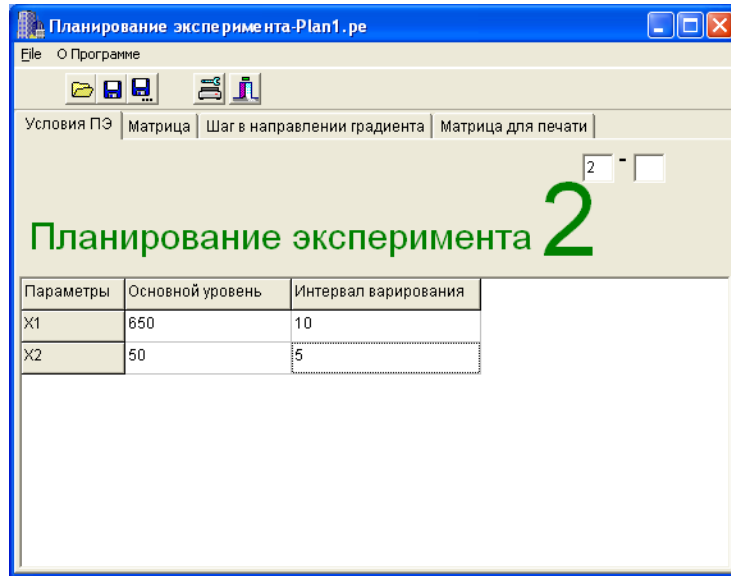 Планирование эксперимента-Plan1.pe
File О Программе
Условия ПЭ Матрица Шаг в направлении градиента Матрица для печати
2 -
Планирование эксперимента 2
Параметры Основной уровень Интервал варирования
X1 650 10
X2 50 5